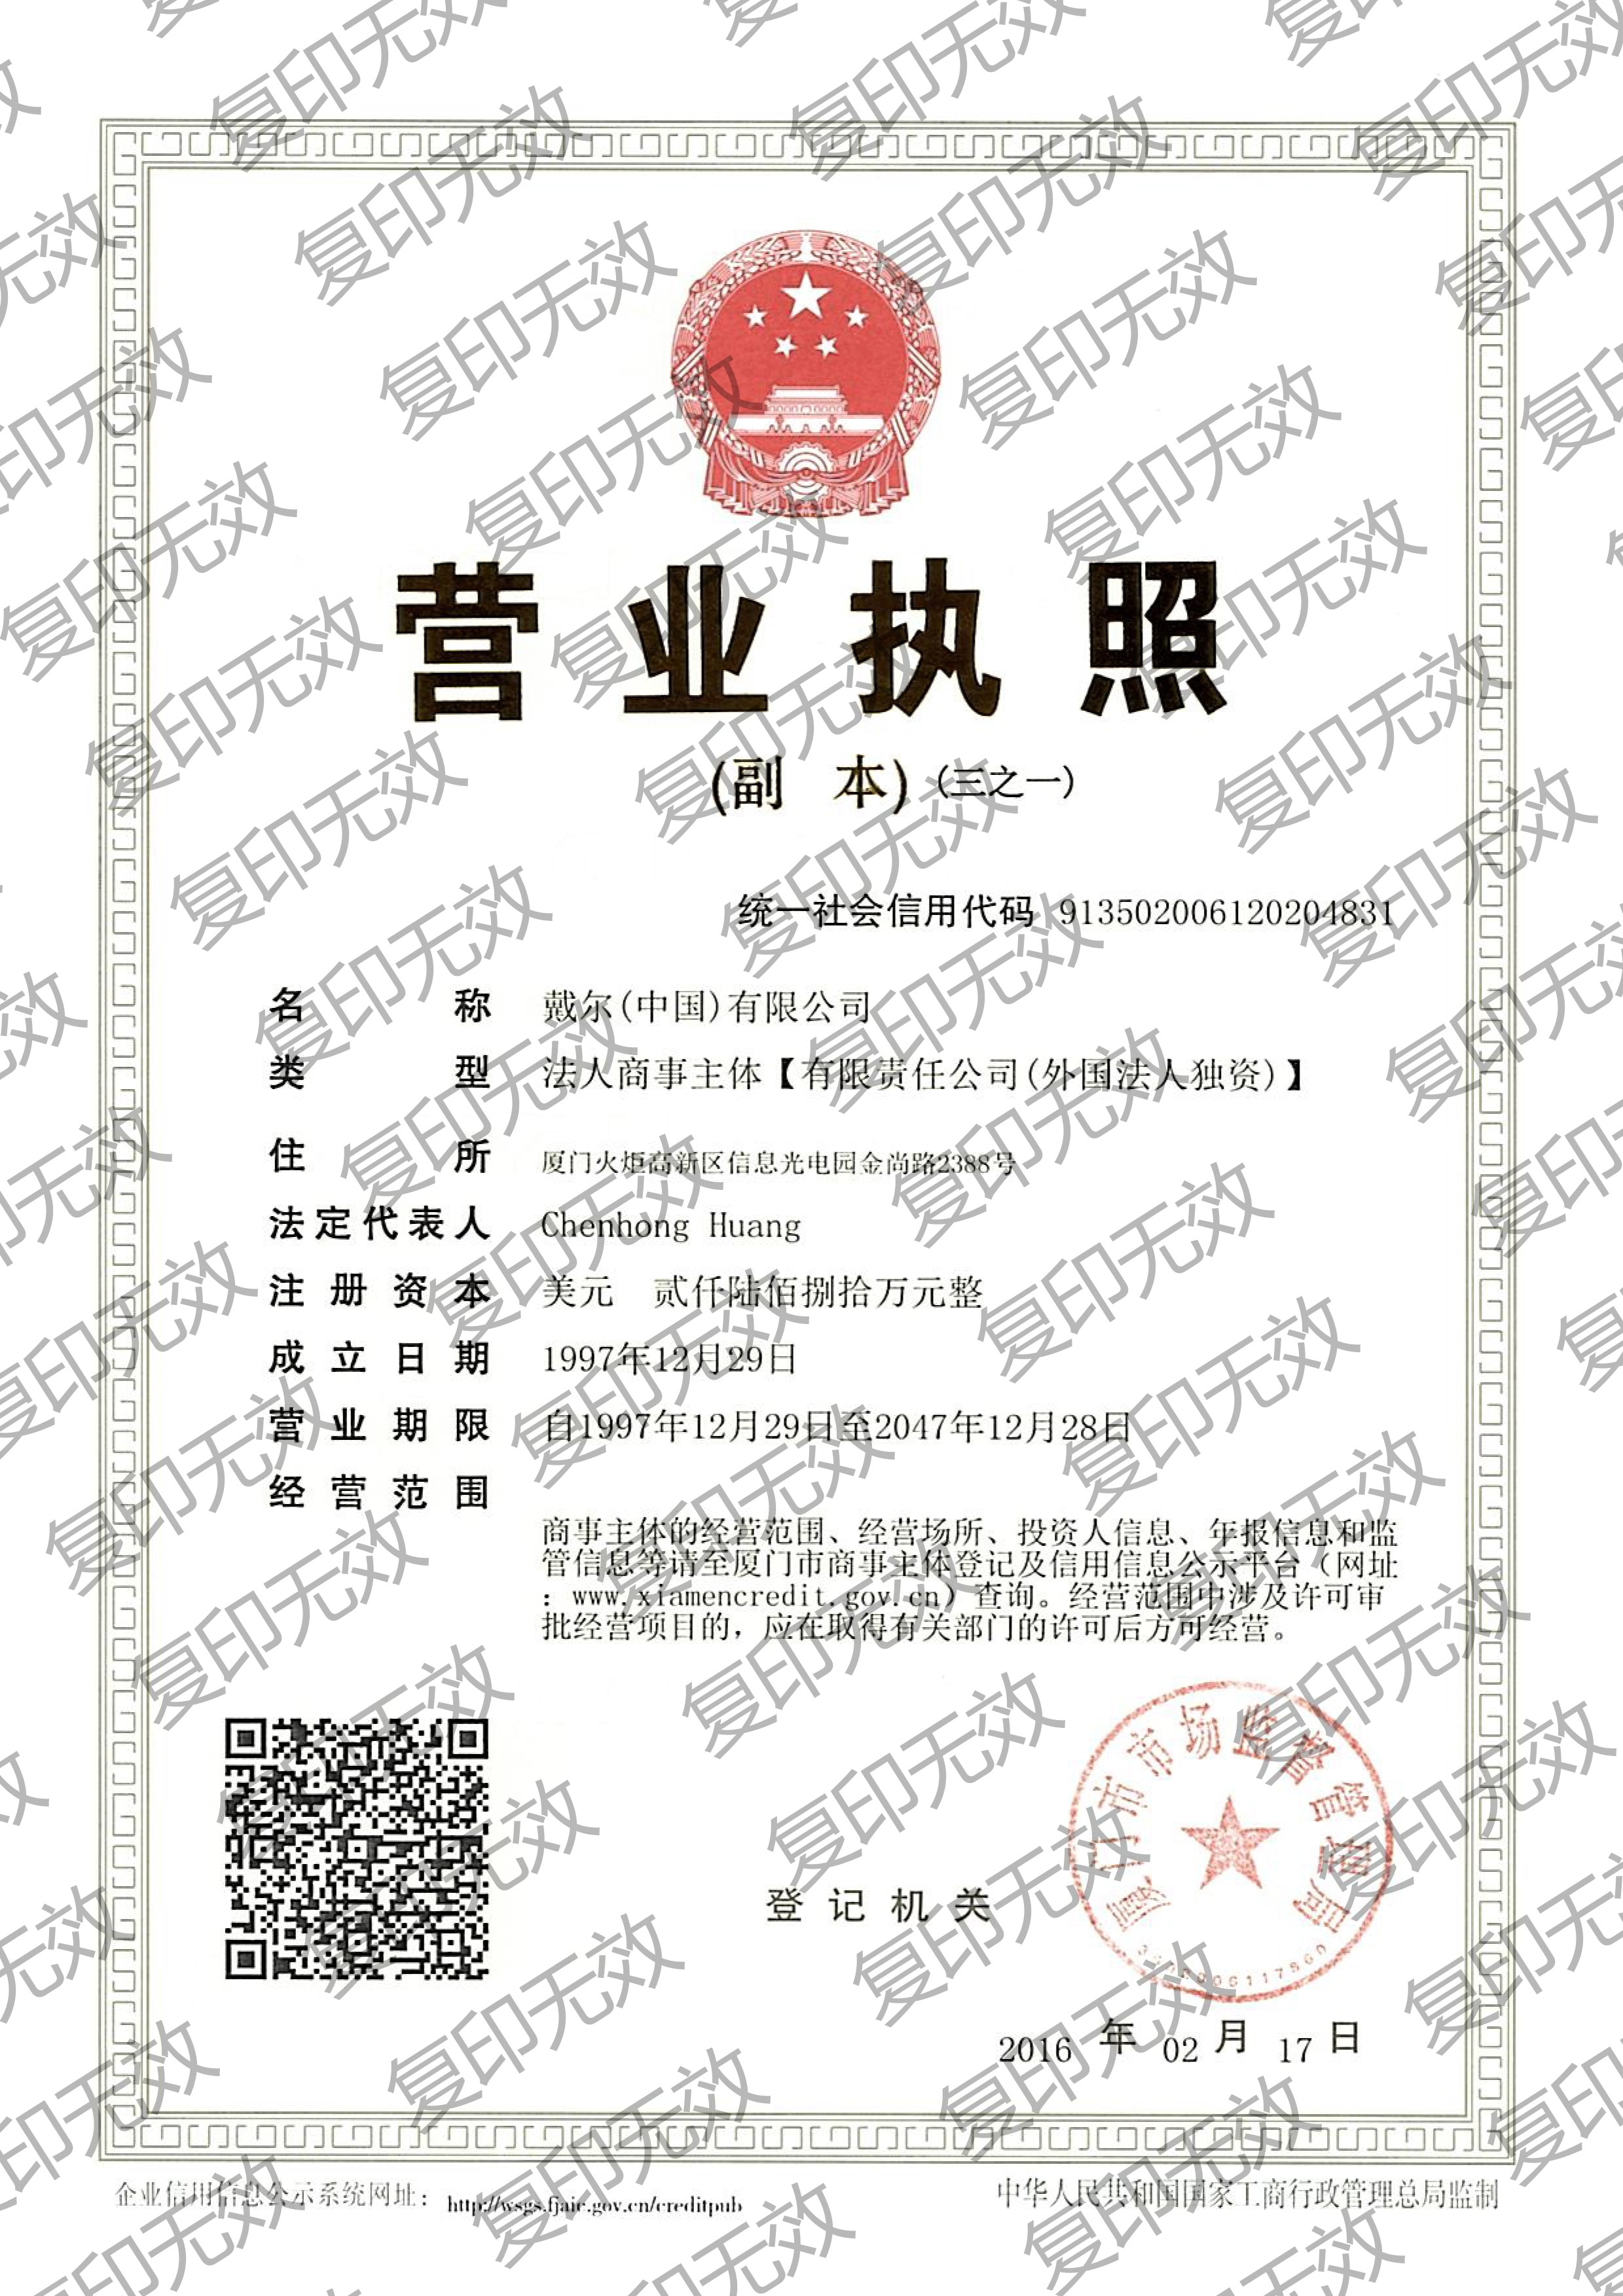 营业执照
(副 本) (三之一)
统一社会信用代码 913502006120204831
名称 戴尔(中国)有限公司
类型 法人商事主体【有限责任公司(外国法人独资)】
住所 厦门火炬高新区信息光电园金尚路2388号
法定代表人 Chenhong Huang
注册资本 美元 贰仟陆佰捌拾万元整
成立日期 1997年12月29日
营业期限 自1997年12月29日至2047年12月28日
经营范围
商事主体的经营范围、经营场所、投资人信息、年报信息和监
管信息等请至厦门市商事主体登记及信用信息公示平台（网址
：www.xiamencredit.gov.cn）查询。经营范围中涉及许可审
批经营项目的，应在取得有关部门的许可后方可经营。
厦门市市场监督管理局
登记机关
2016 年 02 月 17 日
企业信用信息公示系统网址： http://wsgs.fjaic.gov.cn/creditpub
中华人民共和国国家工商行政管理总局监制
复印无效